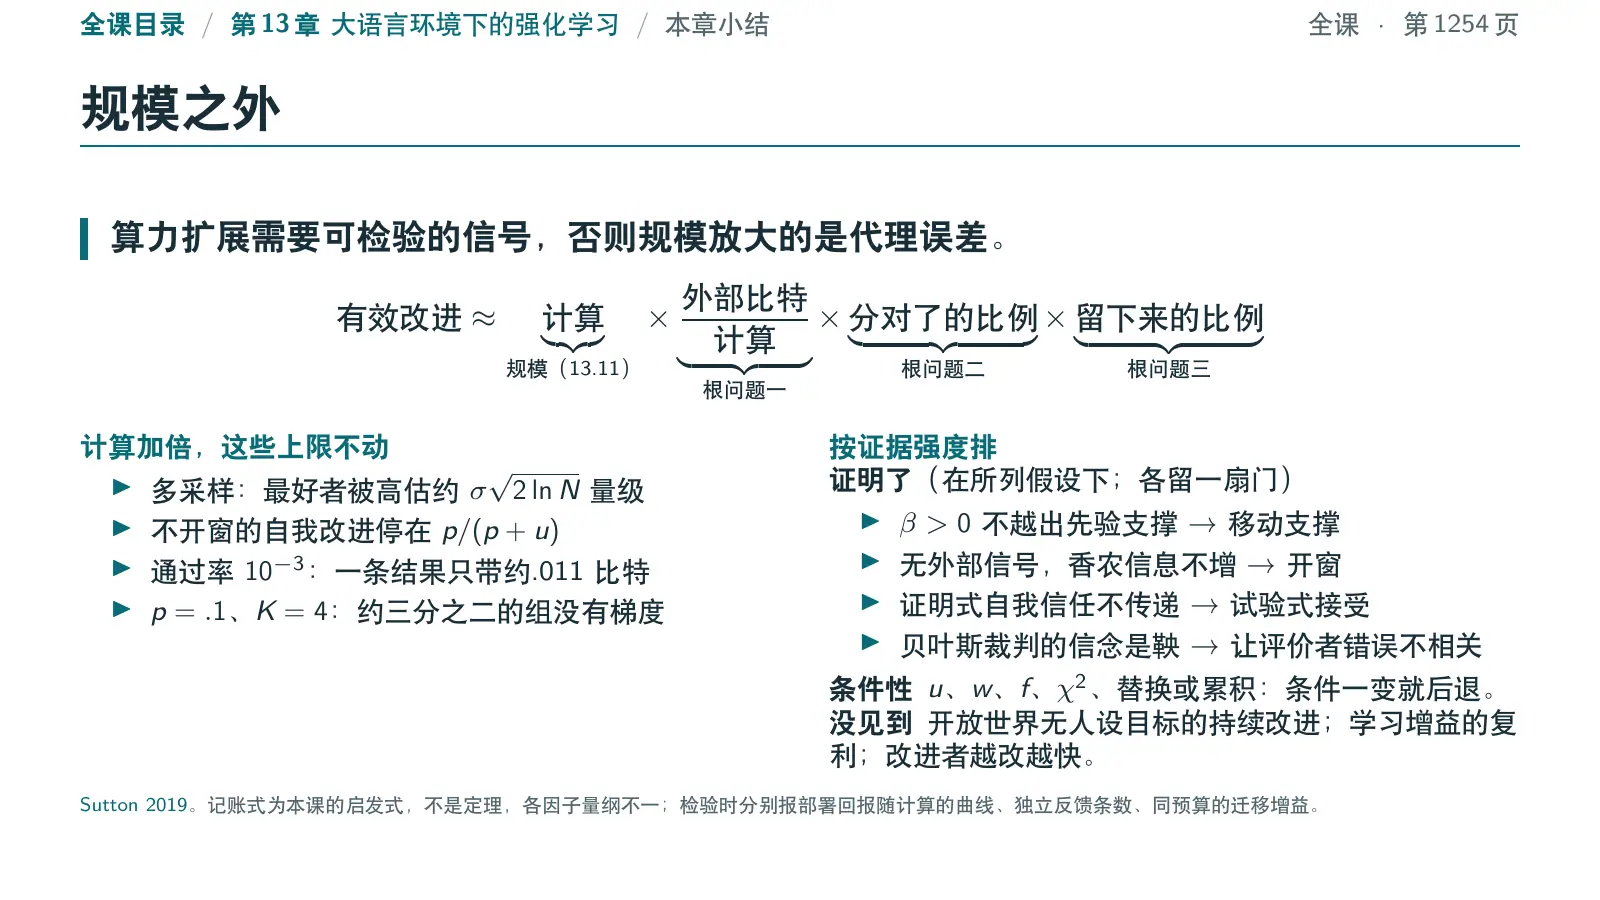 全课目录 / 第 13 章 大语言环境下的强化学习 / 本章小结
全课 · 第 1254 页
规模之外
算力扩展需要可检验的信号，否则规模放大的是代理误差。
有效改进 ≈ 计算 × 外部比特/计算 × 分对了的比例 × 留下来的比例
规模（13.11） 根问题一 根问题二 根问题三
计算加倍，这些上限不动
▶ 多采样：最好者被高估约 σ√(2 ln N) 量级
▶ 不开窗的自我改进停在 p/(p + u)
▶ 通过率 10⁻³：一条结果只带约.011 比特
▶ p = .1、K = 4：约三分之二的组没有梯度
按证据强度排
证明了（在所列假设下；各留一扇门）
▶ β > 0 不越出先验支撑 → 移动支撑
▶ 无外部信号，香农信息不增 → 开窗
▶ 证明式自我信任不传递 → 试验式接受
▶ 贝叶斯裁判的信念是鞅 → 让评价者错误不相关
条件性 u、w、f、χ²、替换或累积：条件一变就后退。
没见到 开放世界无人设目标的持续改进；学习增益的复
利；改进者越改越快。
Sutton 2019。记账式为本课的启发式，不是定理，各因子量纲不一；检验时分别报部署回报随计算的曲线、独立反馈条数、同预算的迁移增益。